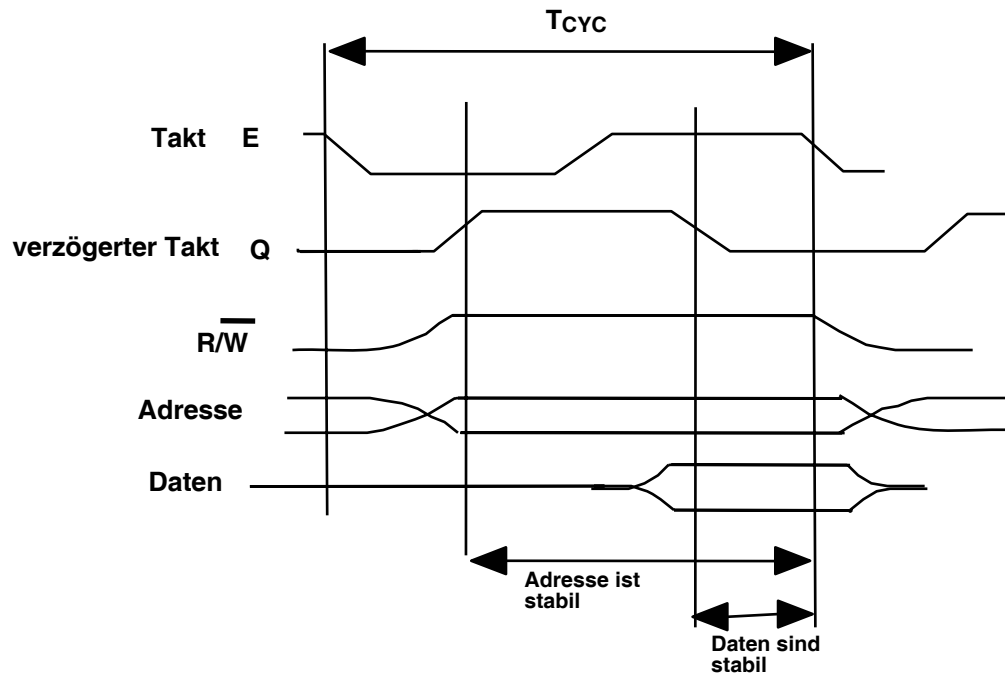 TCYC
Takt E
verzögerter Takt Q
R/W̅
Adresse
Daten
Adresse ist
stabil
Daten sind
stabil